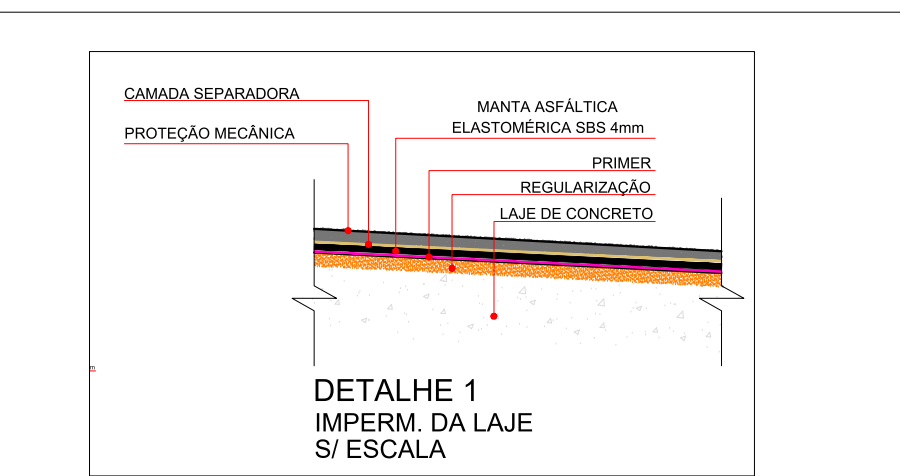 CAMADA SEPARADORA
PROTEÇÃO MECÂNICA
MANTA ASFÁLTICA
ELASTOMÉRICA SBS 4mm
PRIMER
REGULARIZAÇÃO
LAJE DE CONCRETO
m
DETALHE 1
IMPERM. DA LAJE
S/ ESCALA